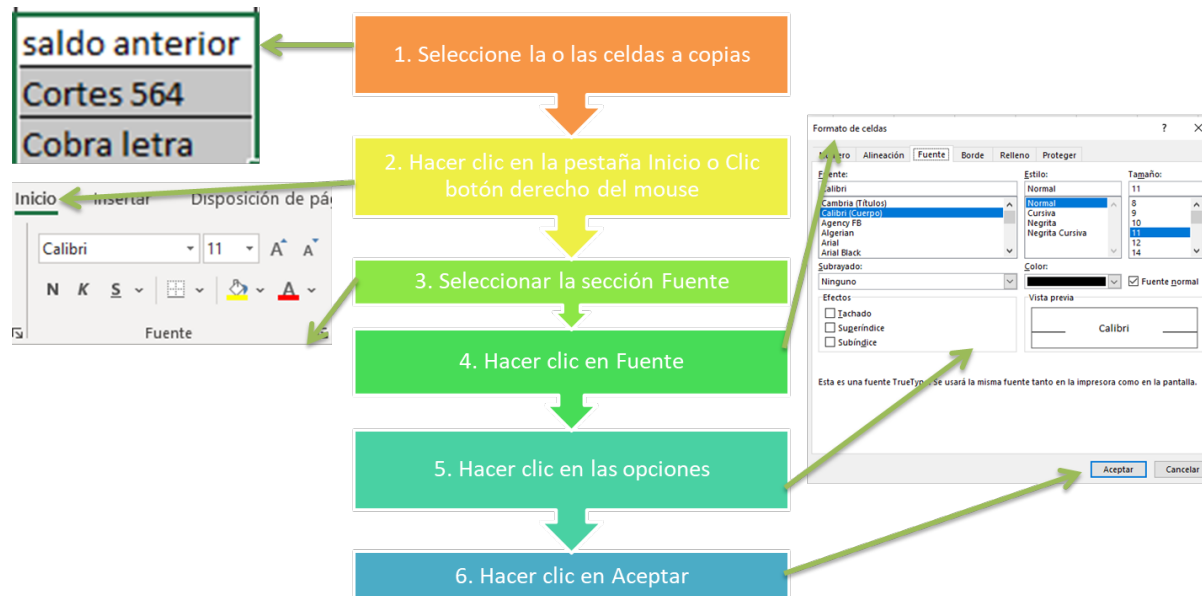 saldo anterior
Cortes 564
Cobra letra
Inicio Insertar Disposición de pá
Calibri 11 A A
N K S A
Fuente
1. Seleccione la o las celdas a copias
2. Hacer clic en la pestaña Inicio o Clic
botón derecho del mouse
3. Seleccionar la sección Fuente
4. Hacer clic en Fuente
5. Hacer clic en las opciones
6. Hacer clic en Aceptar
Formato de celdas ? X
Alineación Fuente Borde Relleno Proteger
Fuente: Estilo: Tamaño:
Calibri Normal 11
Cambria (Títulos) Normal 8
Calibri (Cuerpo) Cursiva 9
Agency FB Negrita 10
Algerian Negrita Cursiva 11
Arial 12
Arial Black 14
Subrayado: Color:
Ninguno Fuente normal
Efectos Vista previa
Tachado
Superíndice Calibri
Subíndice
Esta es una fuente TrueType. Se usará la misma fuente tanto en la impresora como en la pantalla.
Aceptar Cancelar